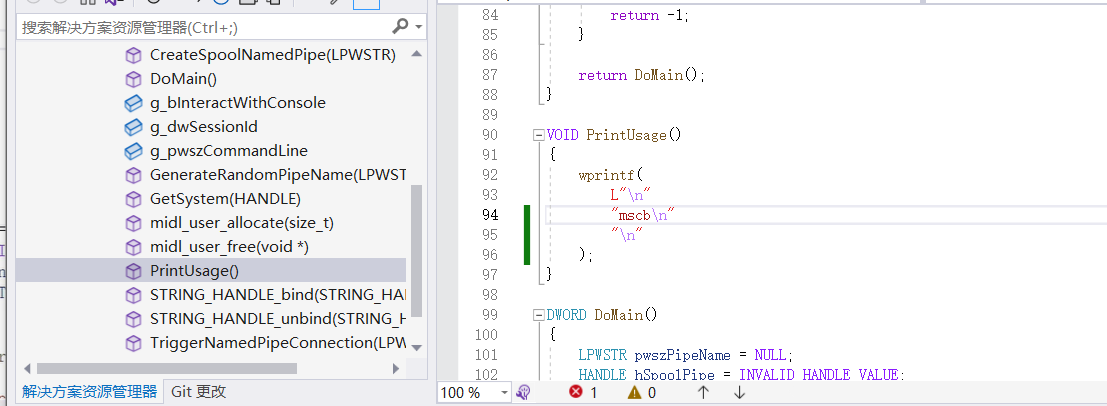 搜索解决方案资源管理器(Ctrl+;)
CreateSpoolNamedPipe(LPWSTR)
DoMain()
g_bInteractWithConsole
g_dwSessionId
g_pwszCommandLine
GenerateRandomPipeName(LPWST
GetSystem(HANDLE)
midl_user_allocate(size_t)
midl_user_free(void *)
PrintUsage()
STRING_HANDLE_bind(STRING_HAI
STRING_HANDLE_unbind(STRING_H
TriggerNamedPipeConnection(LPW
解决方案资源管理器 Git 更改
84 return -1;
85 }
86
87 return DoMain();
88 }
89
90 VOID PrintUsage()
91 {
92 wprintf(
93 L"\n"
94 "mscb\n"
95 "\n"
96 );
97 }
98
99 DWORD DoMain()
100 {
101 LPWSTR pwszPipeName = NULL;
102 HANDLE hSpoolPipe = INVALID_HANDLE_VALUE;
100 % 1 0